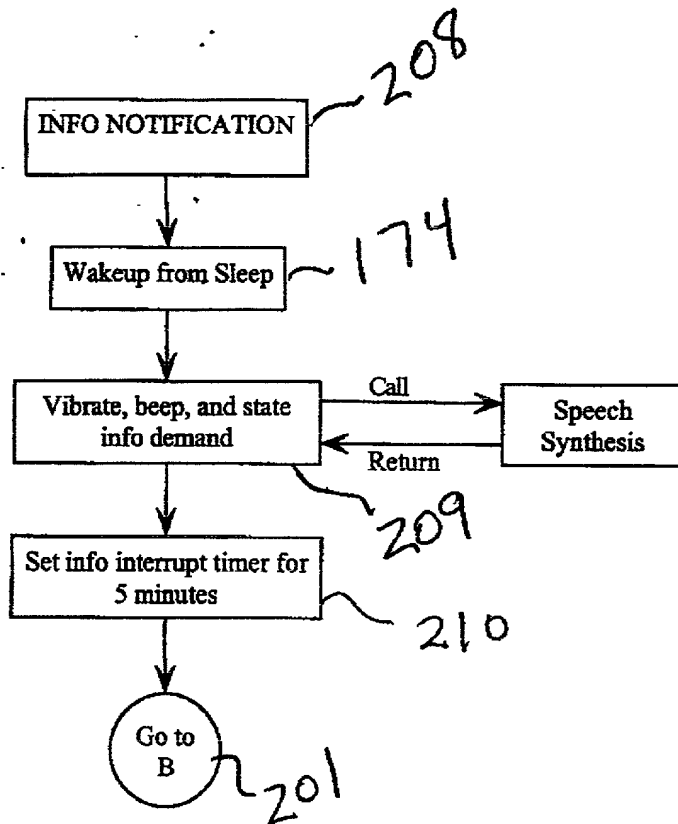 208
INFO NOTIFICATION
174
Wakeup from Sleep
Vibrate, beep, and state
info demand
Call
Return
Speech
Synthesis
209
Set info interrupt timer for
5 minutes
210
Go to
B
201